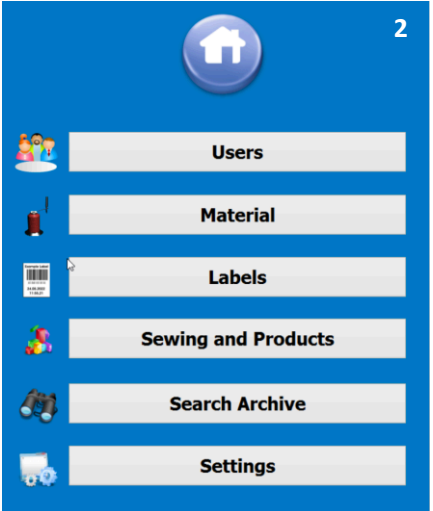 2
Users
Material
Labels
Sewing and Products
Search Archive
Settings